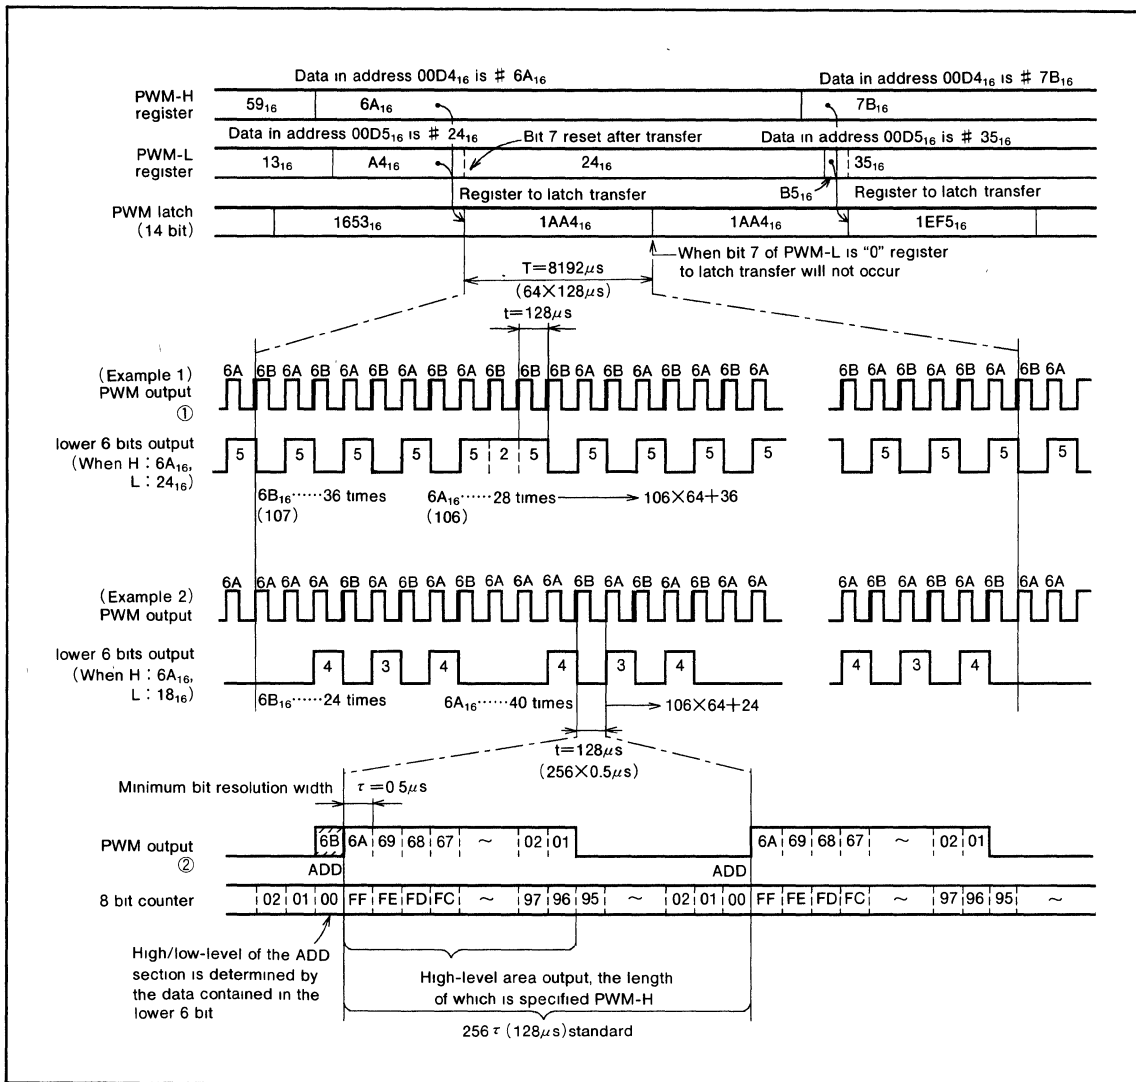 Data in address 00D4₁₆ is # 6A₁₆
Data in address 00D4₁₆ is # 7B₁₆
PWM-H register
59₁₆
6A₁₆
7B₁₆
Data in address 00D5₁₆ is # 24₁₆
Bit 7 reset after transfer
Data in address 00D5₁₆ is # 35₁₆
PWM-L register
13₁₆
A4₁₆
24₁₆
35₁₆
B5₁₆
Register to latch transfer
Register to latch transfer
PWM latch (14 bit)
1653₁₆
1AA4₁₆
1AA4₁₆
1EF5₁₆
When bit 7 of PWM-L is "0" register
to latch transfer will not occur
T=8192μs
(64×128μs)
t=128μs
(Example 1)
PWM output
①
6A 6B 6A 6B 6A 6B 6A 6B 6A 6B 6B 6B 6A 6B 6A 6B 6A 6B 6A
6B 6A 6B 6A 6B 6A 6B 6A
lower 6 bits output
(When H : 6A₁₆,
L : 24₁₆)
5 5 5 5 5 2 5 5 5 5 5
5 5 5 5
6B₁₆……36 times
(107)
6A₁₆……28 times
(106)
106×64+36
(Example 2)
PWM output
6A 6A 6A 6A 6B 6A 6B 6A 6B 6A 6A 6A 6B 6A 6B 6A 6B 6A 6A
6A 6B 6A 6B 6A 6B 6A 6A
lower 6 bits output
(When H : 6A₁₆,
L : 18₁₆)
4 3 4 4 3 4
4 3 4
6B₁₆……24 times
6A₁₆……40 times
106×64+24
t=128μs
(256×0.5μs)
Minimum bit resolution width
τ=0 5μs
PWM output
②
6B 6A 69 68 67 ~ 02 01
6A 69 68 67 ~ 02 01
ADD
ADD
8 bit counter
02 01 00 FF FE FD FC ~ 97 96 95 ~ 02 01 00 FF FE FD FC ~ 97 96 95 ~
High/low-level of the ADD
section is determined by
the data contained in the
lower 6 bit
High-level area output, the length
of which is specified PWM-H
256 τ (128μs) standard